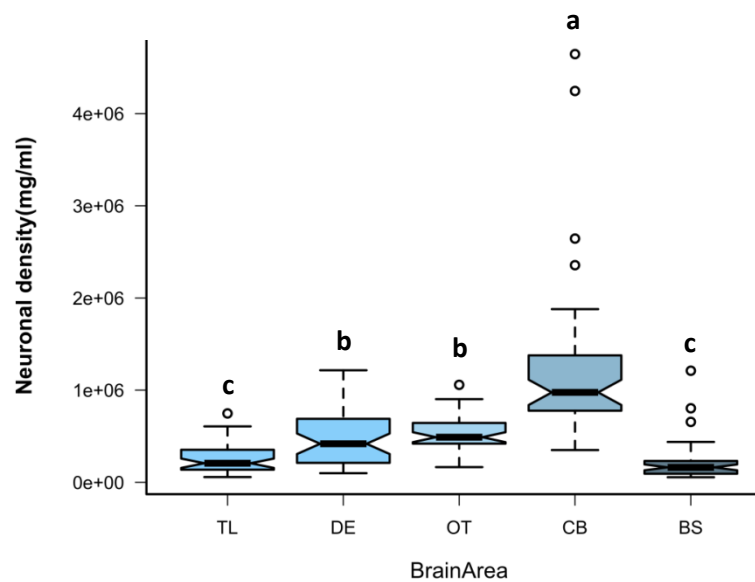 a
4e+06
3e+06
2e+06
1e+06
0e+00
Neuronal density(mg/ml)
c
b
b
c
TL
DE
OT
CB
BS
BrainArea